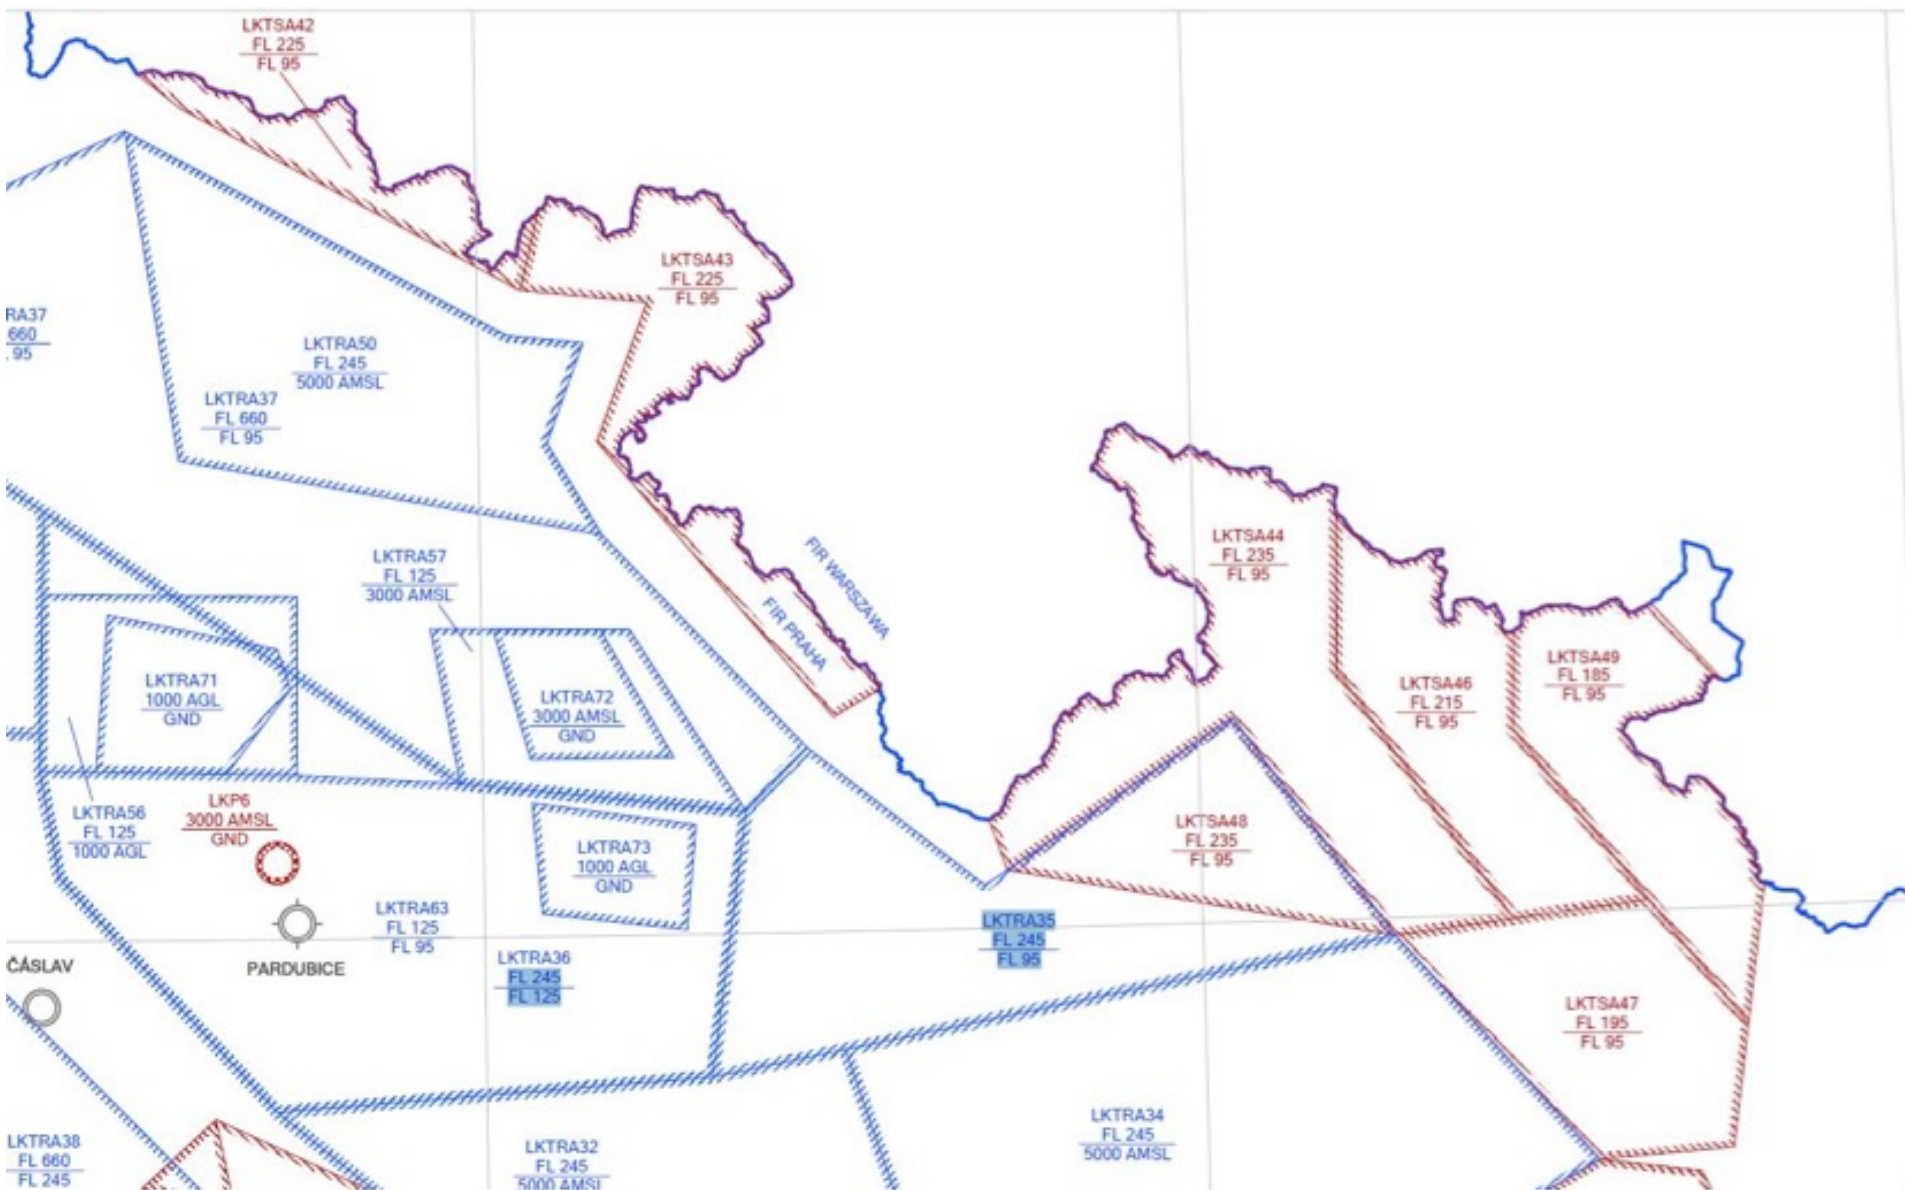 LKTSA42
FL 225
FL 95
LKTSA43
FL 225
FL 95
RA37
660
95
LKTRA50
FL 245
5000 AMSL
LKTRA37
FL 660
FL 95
LKTRA57
FL 125
3000 AMSL
FIR WARSZAWA
FIR PRAHA
LKTSA44
FL 235
FL 95
LKTSA46
FL 215
FL 95
LKTSA49
FL 185
FL 95
LKTRA71
1000 AGL
GND
LKTRA72
3000 AMSL
GND
LKTRA56
FL 125
1000 AGL
LKP6
3000 AMSL
GND
LKTRA73
1000 AGL
GND
LKTSA48
FL 235
FL 95
LKTRA63
FL 125
FL 95
LKTRA35
FL 245
FL 95
LKTRA36
FL 245
FL 125
ČÁSLAV
PARDUBICE
LKTSA47
FL 195
FL 95
LKTRA38
FL 660
FL 245
LKTRA32
FL 245
5000 AMSL
LKTRA34
FL 245
5000 AMSL